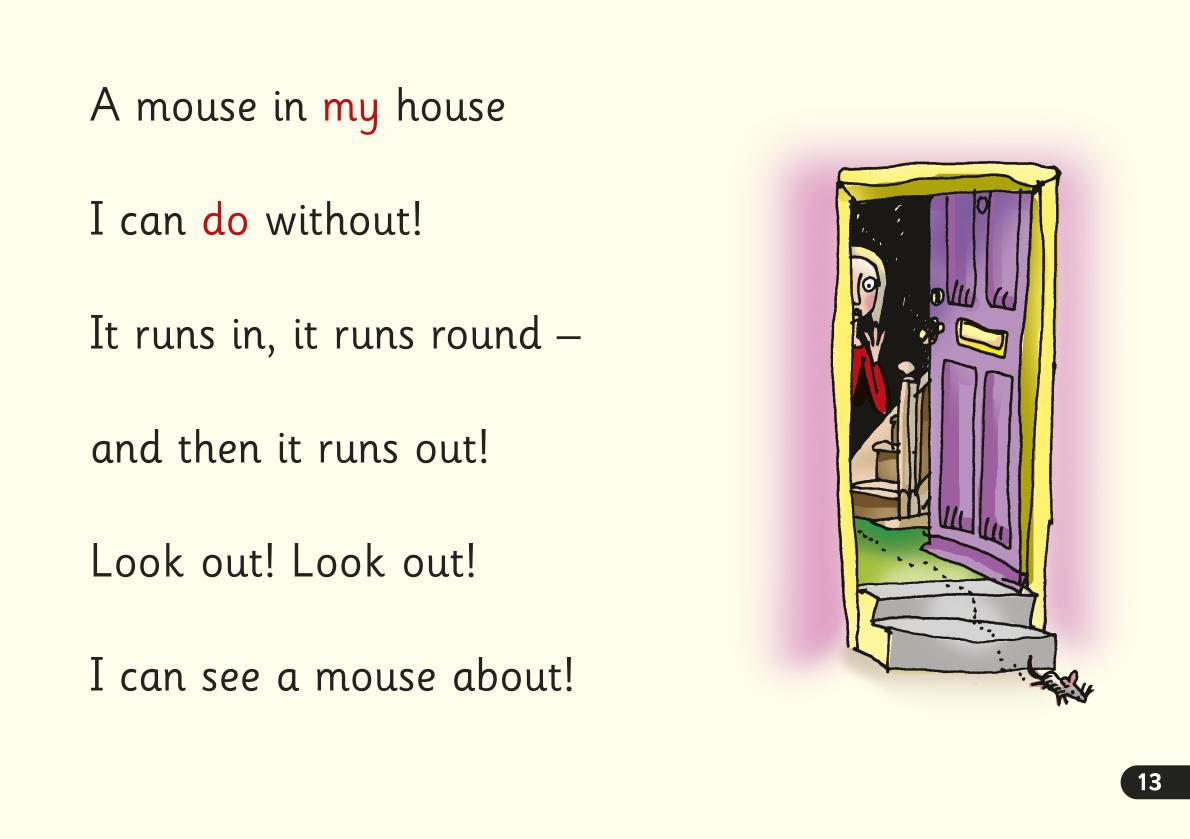 A mouse in my house
I can do without!
It runs in, it runs round –
and then it runs out!
Look out! Look out!
I can see a mouse about!
13